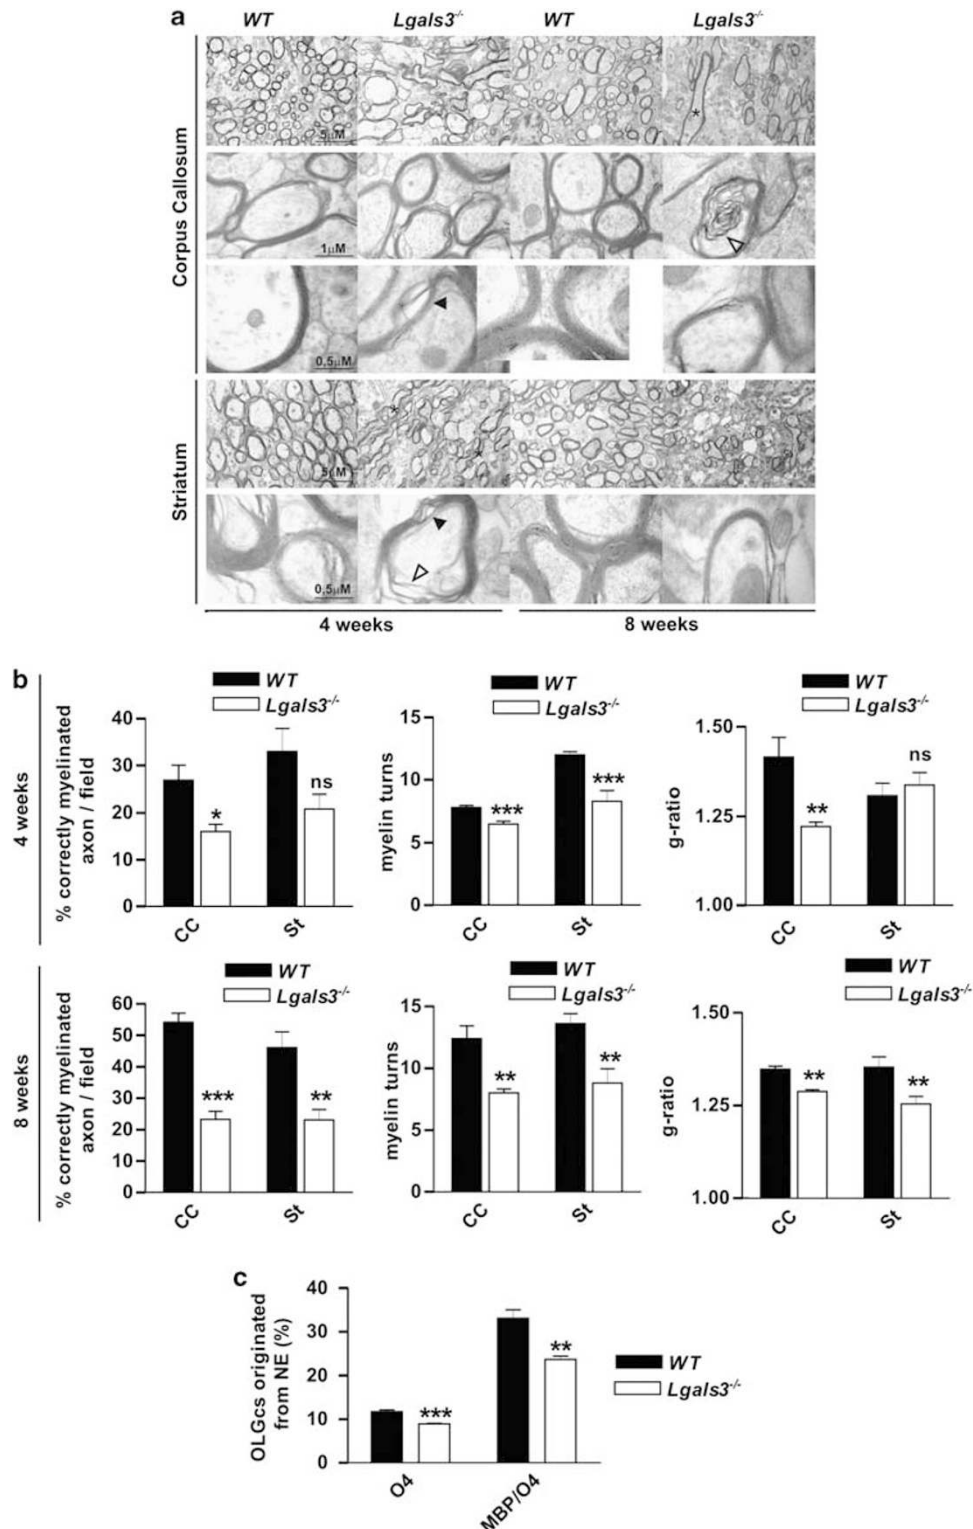 a
WT Lgals3-/- WT Lgals3-/-
Corpus Callosum
5µM
*
1µM
0,5µM
Striatum
5µM
* *
0,5µM
4 weeks 8 weeks
b
4 weeks
WT
Lgals3-/-
% correctly myelinated
axon / field
40
30
20
10
0
*
ns
CC St
WT
Lgals3-/-
myelin turns
15
10
5
0
***
***
CC St
WT
Lgals3-/-
g-ratio
1.50
1.25
1.00
**
ns
CC St
8 weeks
WT
Lgals3-/-
% correctly myelinated
axon / field
60
50
40
30
20
10
0
***
**
CC St
WT
Lgals3-/-
myelin turns
15
10
5
0
**
**
CC St
WT
Lgals3-/-
g-ratio
1.50
1.25
1.00
**
**
CC St
c
OLGcs originated
from NE (%)
40
30
20
10
0
***
**
O4 MBP/O4
WT
Lgals3-/-